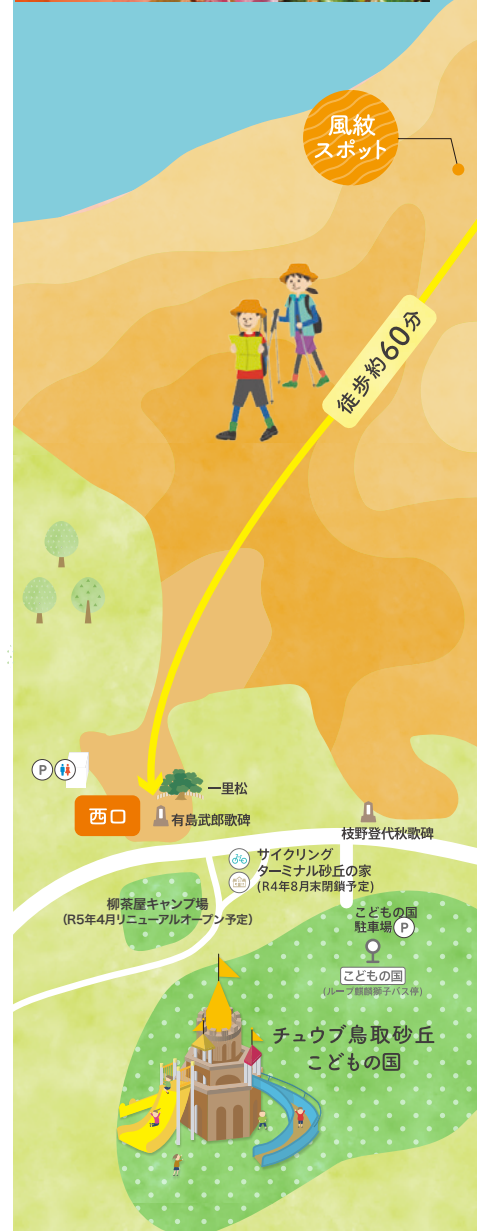 風紋
スポット
徒歩約60分
P
一里松
西口
有島武郎歌碑
枝野登代秋歌碑
サイクリング
ターミナル砂丘の家
(R4年8月末閉鎖予定)
柳茶屋キャンプ場
(R5年4月リニューアルオープン予定)
こどもの国
駐車場 P
こどもの国
(ループ麒麟獅子バス停)
チュウブ鳥取砂丘
こどもの国